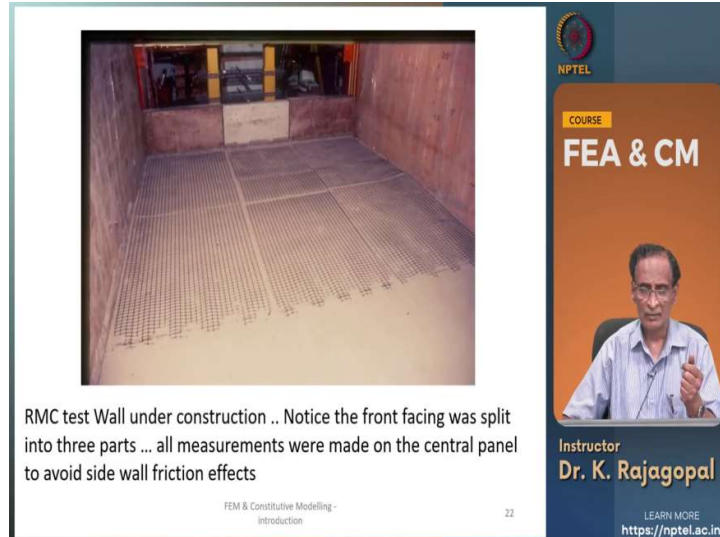 RMC test Wall under construction .. Notice the front facing was split
into three parts ... all measurements were made on the central panel
to avoid side wall friction effects
FEM & Constitutive Modelling -
introduction
22
NPTEL
COURSE
FEA & CM
Instructor
Dr. K. Rajagopal
LEARN MORE
https://nptel.ac.in